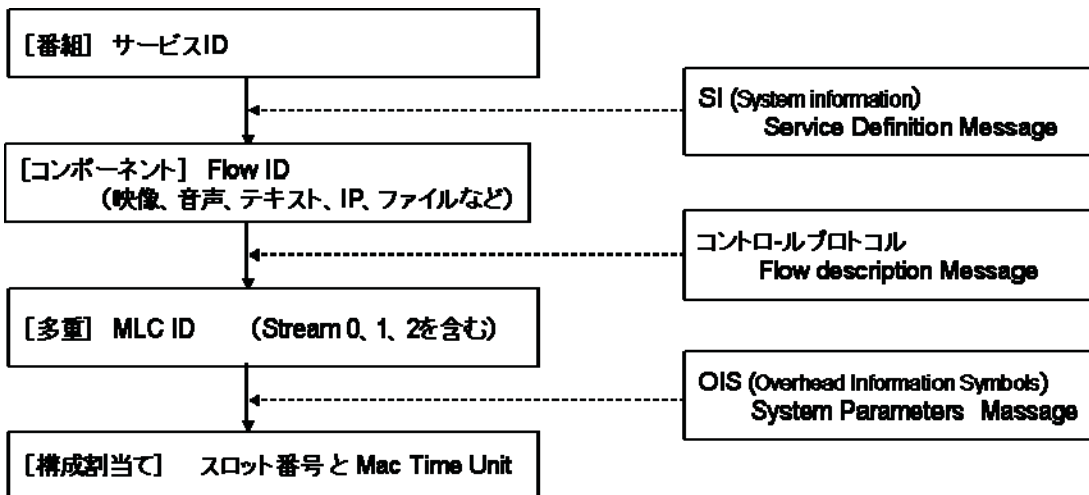 ［番組］ サービスID
SI (System information)
Service Definition Message
［コンポーネント］ Flow ID
（映像、音声、テキスト、IP、ファイルなど）
コントロールプロトコル
Flow description Message
［多重］ MLC ID （Stream 0、1、2を含む）
OIS (Overhead Information Symbols)
System Parameters Massage
［構成割当て］ スロット番号と Mac Time Unit